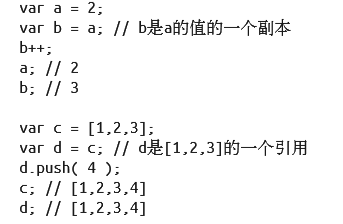 var a = 2;
var b = a; // b是a的值的一个副本
b++;
a; // 2
b; // 3
var c = [1,2,3];
var d = c; // d是[1,2,3]的一个引用
d.push( 4 );
c; // [1,2,3,4]
d; // [1,2,3,4]